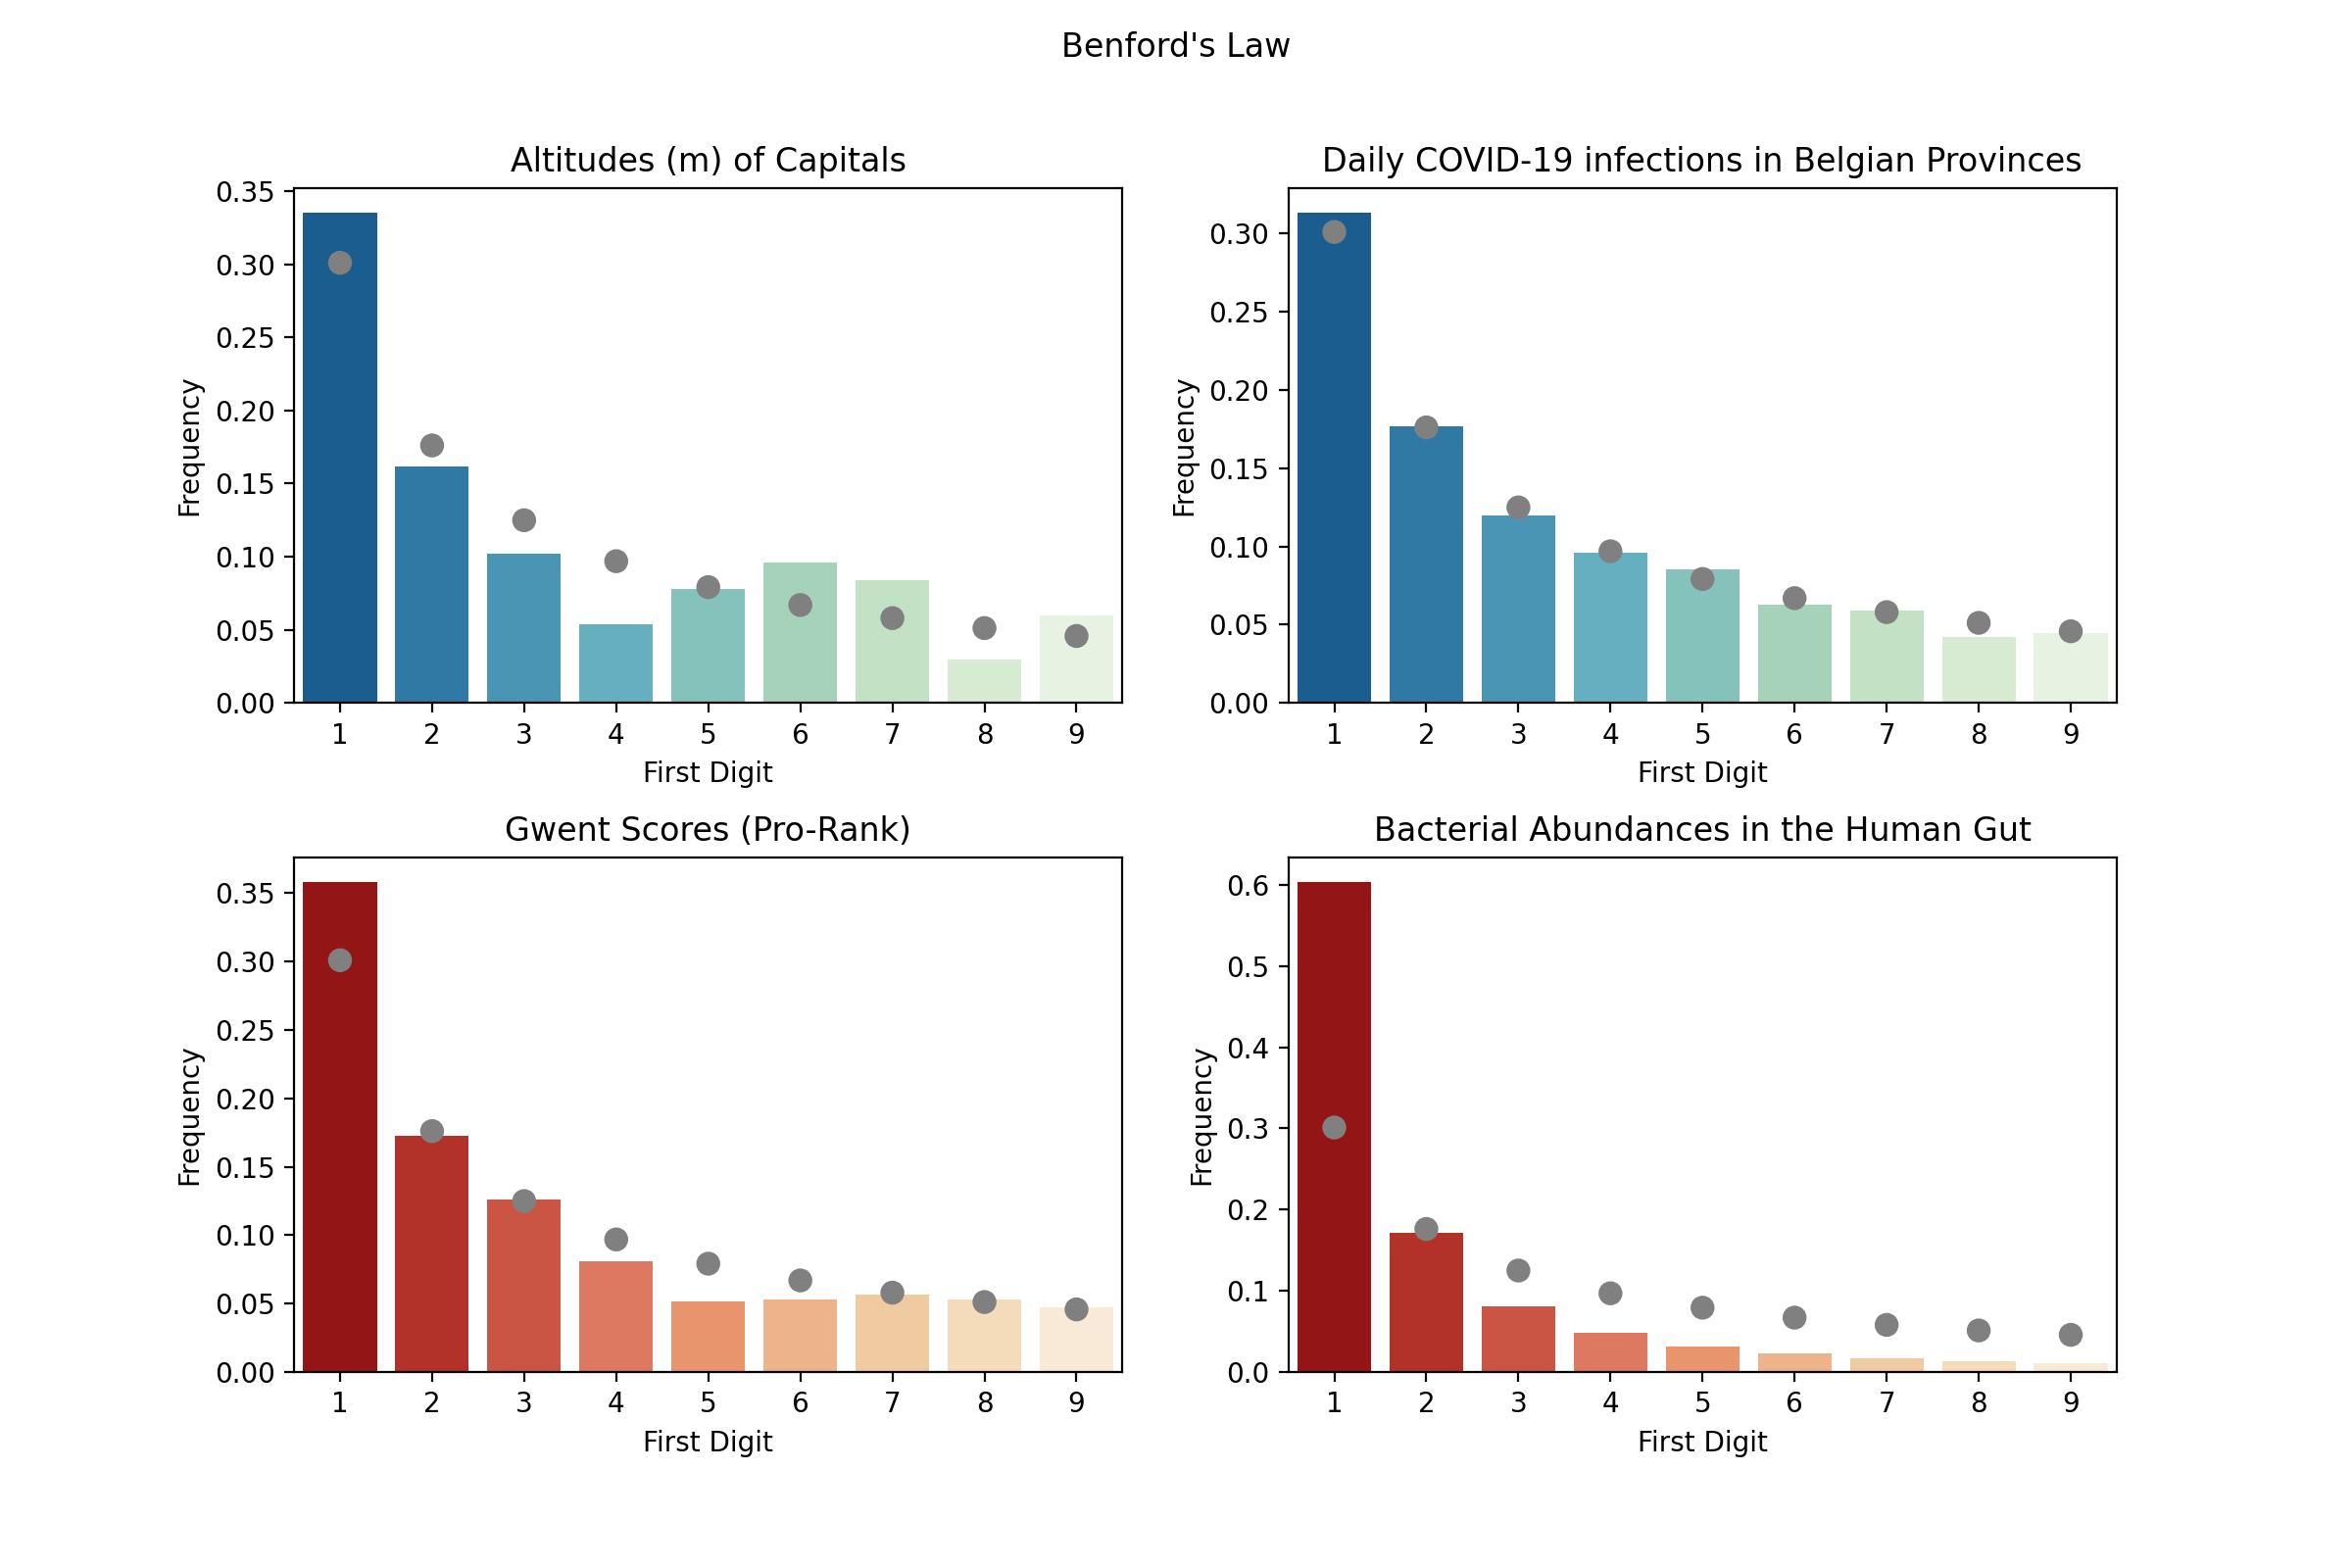 Benford's Law
Altitudes (m) of Capitals
0.35
0.30
0.25
0.20
0.15
0.10
0.05
0.00
Frequency
1 2 3 4 5 6 7 8 9
First Digit
Daily COVID-19 infections in Belgian Provinces
0.30
0.25
0.20
0.15
0.10
0.05
0.00
Frequency
1 2 3 4 5 6 7 8 9
First Digit
Gwent Scores (Pro-Rank)
0.35
0.30
0.25
0.20
0.15
0.10
0.05
0.00
Frequency
1 2 3 4 5 6 7 8 9
First Digit
Bacterial Abundances in the Human Gut
0.6
0.5
0.4
0.3
0.2
0.1
0.0
Frequency
1 2 3 4 5 6 7 8 9
First Digit